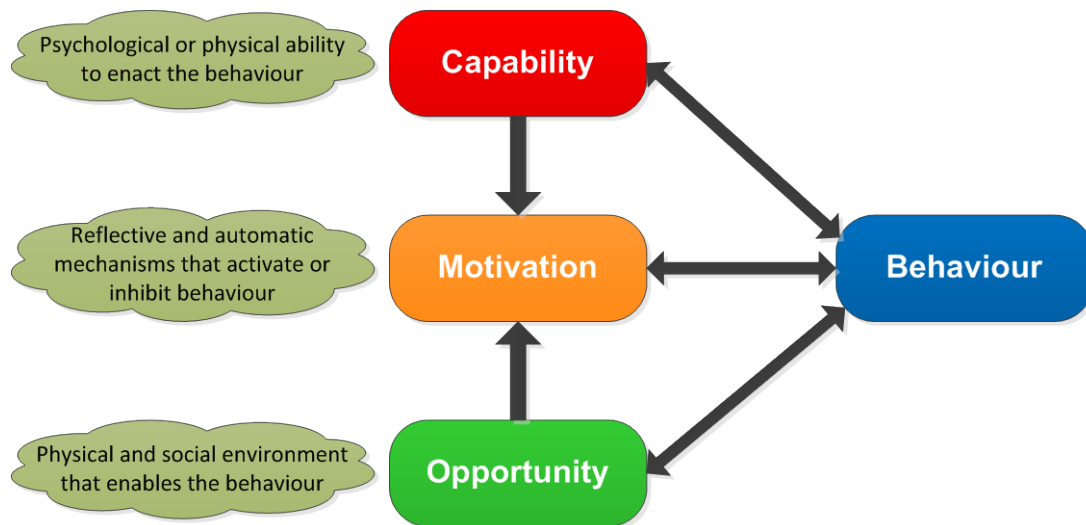 Psychological or physical ability
to enact the behaviour
Capability
Reflective and automatic
mechanisms that activate or
inhibit behaviour
Motivation
Behaviour
Physical and social environment
that enables the behaviour
Opportunity